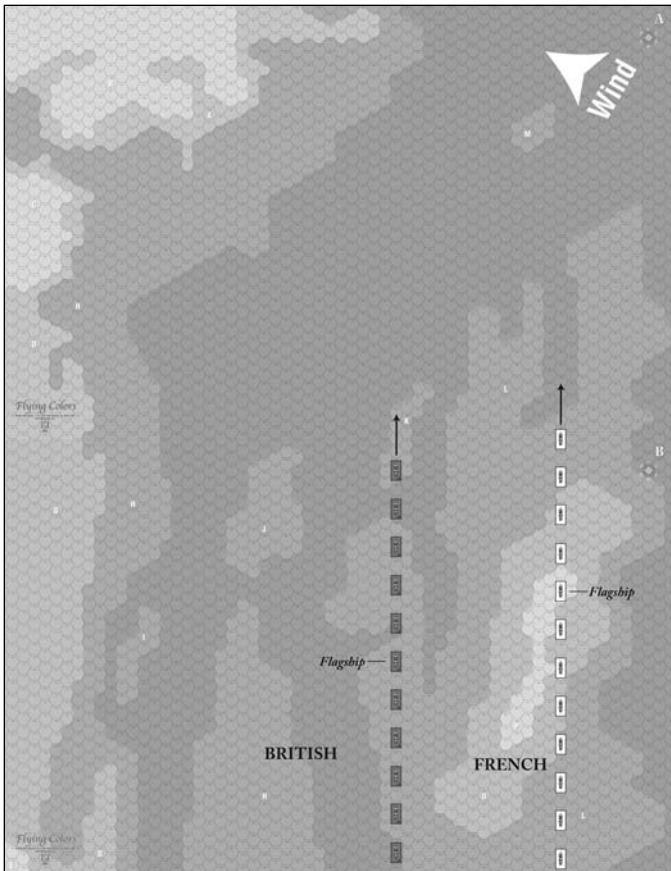 A
Wind
K
M
H
D
L
Flying Colors
K
B
D
H
J
Flagship
I
Flagship
BRITISH
FRENCH
H
D
L
Flying Colors